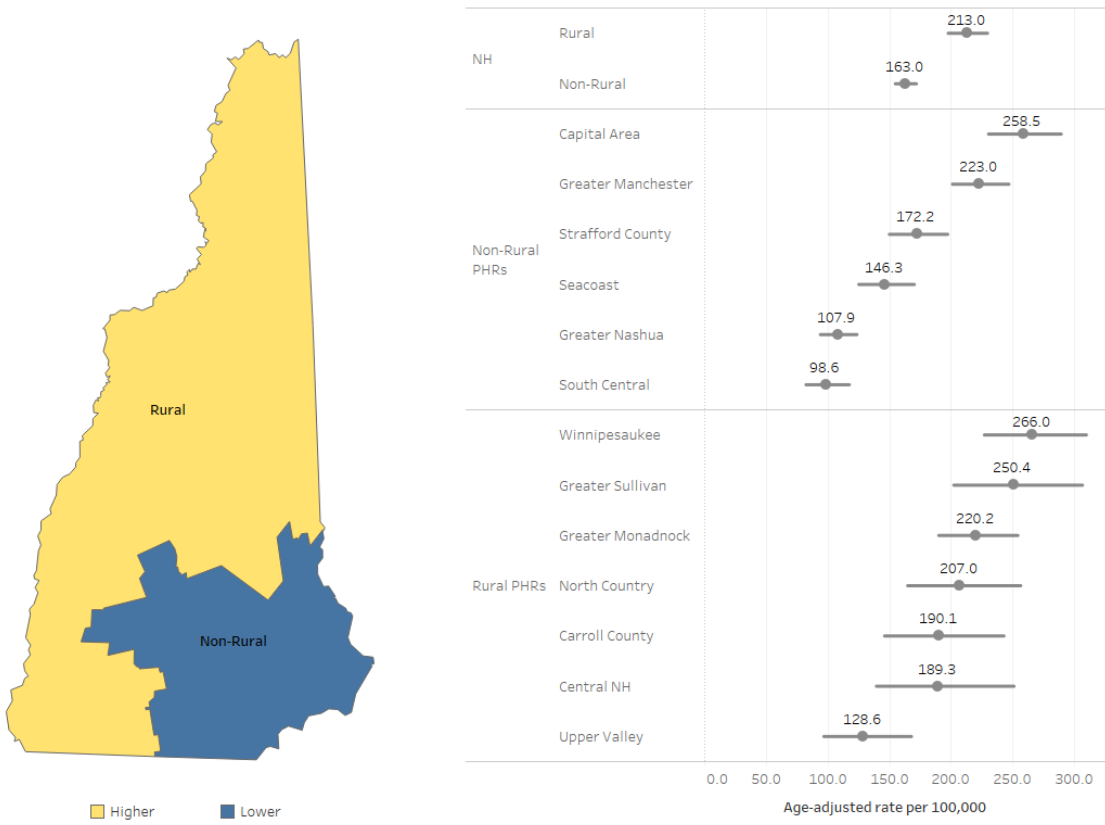 Rural
Non-Rural
Higher
Lower
NH
Rural
213.0
Non-Rural
163.0
Non-Rural
PHRs
Capital Area
258.5
Greater Manchester
223.0
Strafford County
172.2
Seacoast
146.3
Greater Nashua
107.9
South Central
98.6
Rural PHRs
Winnipesaukee
266.0
Greater Sullivan
250.4
Greater Monadnock
220.2
North Country
207.0
Carroll County
190.1
Central NH
189.3
Upper Valley
128.6
0.0 50.0 100.0 150.0 200.0 250.0 300.0
Age-adjusted rate per 100,000